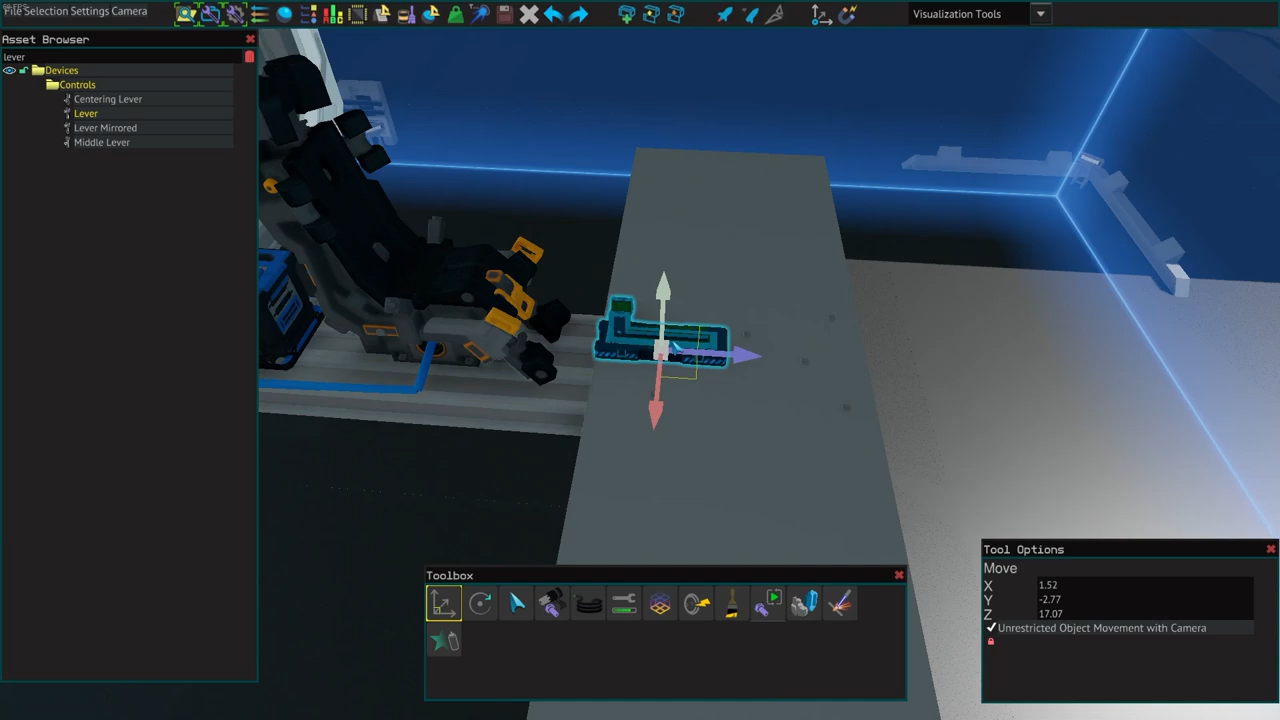 File Selection Settings Camera
Visualization Tools
Asset Browser
lever
Devices
Controls
Centering Lever
Lever
Lever Mirrored
Middle Lever
Toolbox
Tool Options
Move
X 1.52
Y -2.77
Z 17.07
Unrestricted Object Movement with Camera